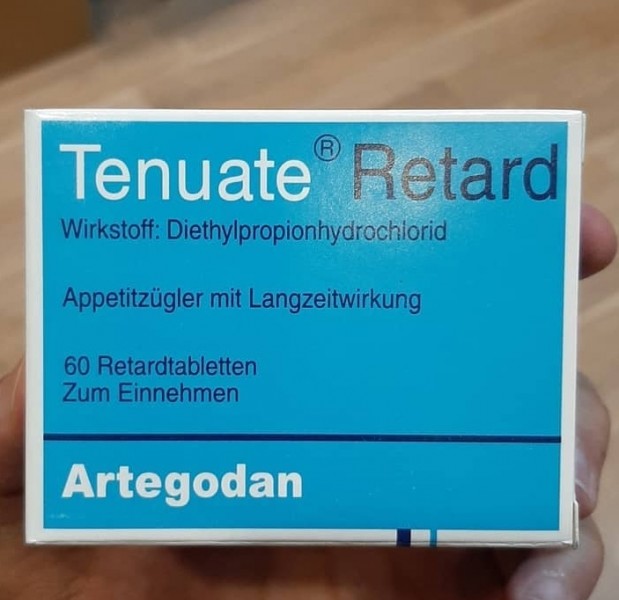 Tenuate® Retard
Wirkstoff: Diethylpropionhydrochlorid
Appetitzügler mit Langzeitwirkung
60 Retardtabletten
Zum Einnehmen
Artegodan